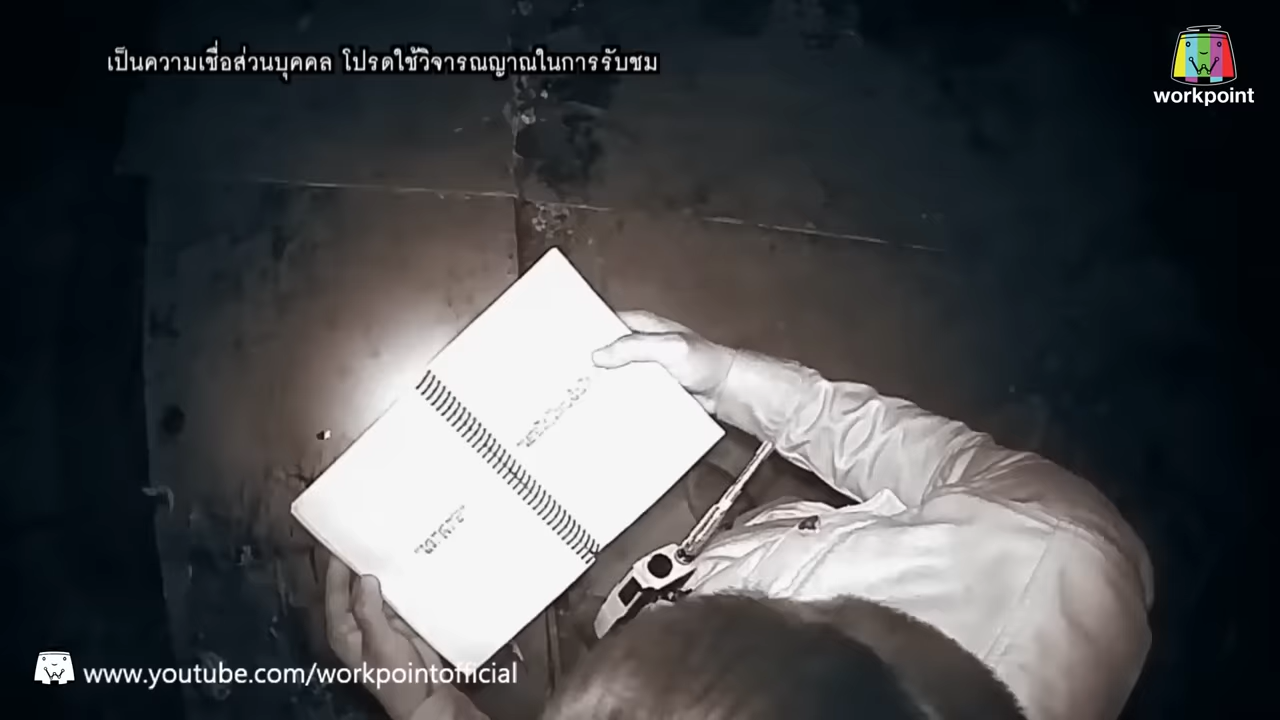 เป็นความเชื่อส่วนบุคคล โปรดใช้วิจารณญาณในการรับชม
workpoint
www.youtube.com/workpointofficial